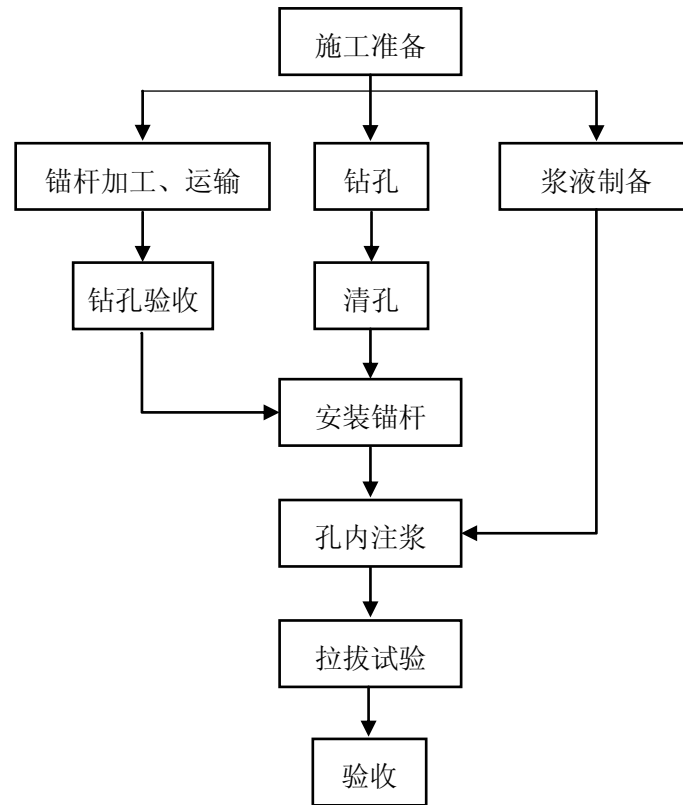 施工准备
锚杆加工、运输
钻孔
浆液制备
钻孔验收
清孔
安装锚杆
孔内注浆
拉拔试验
验收